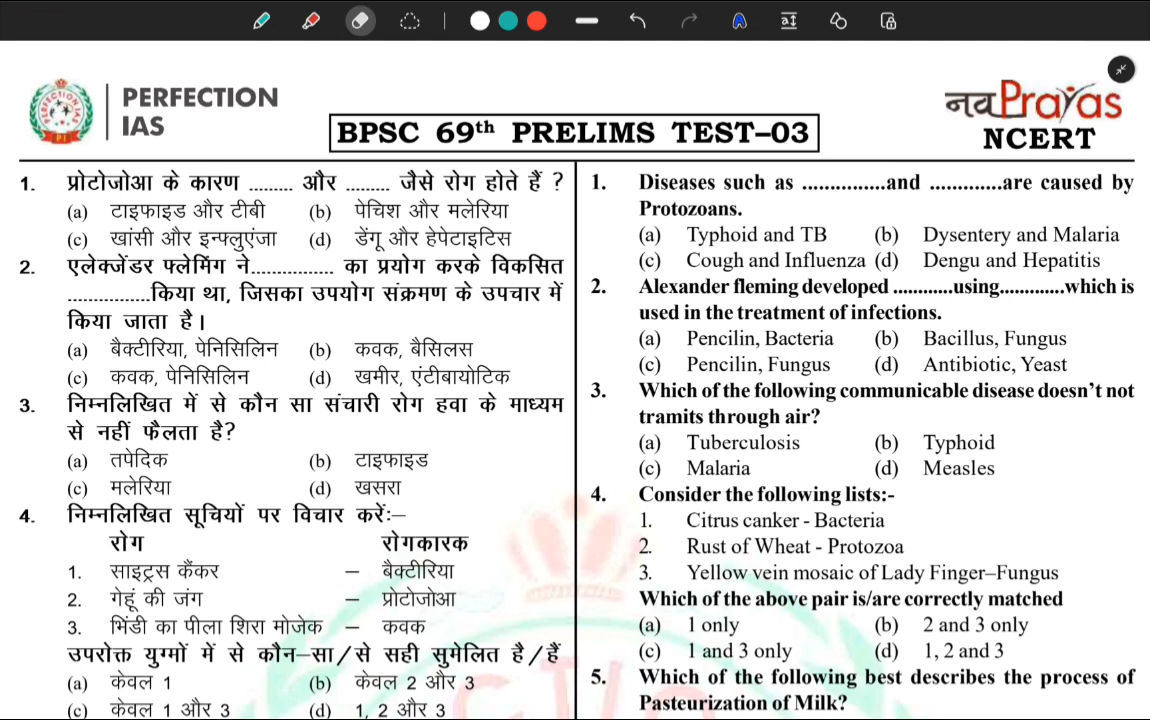 PERFECTION
IAS
BPSC 69th PRELIMS TEST–03
नवPrayas
NCERT
1. प्रोटोजोआ के कारण ........ और ........ जैसे रोग होते हैं ?
(a) टाइफाइड और टीबी (b) पेचिश और मलेरिया
(c) खांसी और इन्फ्लुएंजा (d) डेंगू और हेपेटाइटिस
2. एलेक्जेंडर फ्लेमिंग ने............... का प्रयोग करके विकसित
...............किया था, जिसका उपयोग संक्रमण के उपचार में
किया जाता है।
(a) बैक्टीरिया, पेनिसिलिन (b) कवक, बैसिलस
(c) कवक, पेनिसिलिन (d) खमीर, एंटीबायोटिक
3. निम्नलिखित में से कौन सा संचारी रोग हवा के माध्यम
से नहीं फैलता है?
(a) तपेदिक (b) टाइफाइड
(c) मलेरिया (d) खसरा
4. निम्नलिखित सूचियों पर विचार करें:–
रोग रोगकारक
1. साइट्रस कैंकर – बैक्टीरिया
2. गेहूं की जंग – प्रोटोजोआ
3. भिंडी का पीला शिरा मोजेक – कवक
उपरोक्त युग्मों में से कौन–सा/से सही सुमेलित है/हैं
(a) केवल 1 (b) केवल 2 और 3
(c) केवल 1 और 3 (d) 1, 2 और 3
1. Diseases such as ...............and .............are caused by
Protozoans.
(a) Typhoid and TB (b) Dysentery and Malaria
(c) Cough and Influenza (d) Dengu and Hepatitis
2. Alexander fleming developed ............using.............which is
used in the treatment of infections.
(a) Pencilin, Bacteria (b) Bacillus, Fungus
(c) Pencilin, Fungus (d) Antibiotic, Yeast
3. Which of the following communicable disease doesn’t not
tramits through air?
(a) Tuberculosis (b) Typhoid
(c) Malaria (d) Measles
4. Consider the following lists:-
1. Citrus canker - Bacteria
2. Rust of Wheat - Protozoa
3. Yellow vein mosaic of Lady Finger–Fungus
Which of the above pair is/are correctly matched
(a) 1 only (b) 2 and 3 only
(c) 1 and 3 only (d) 1, 2 and 3
5. Which of the following best describes the process of
Pasteurization of Milk?